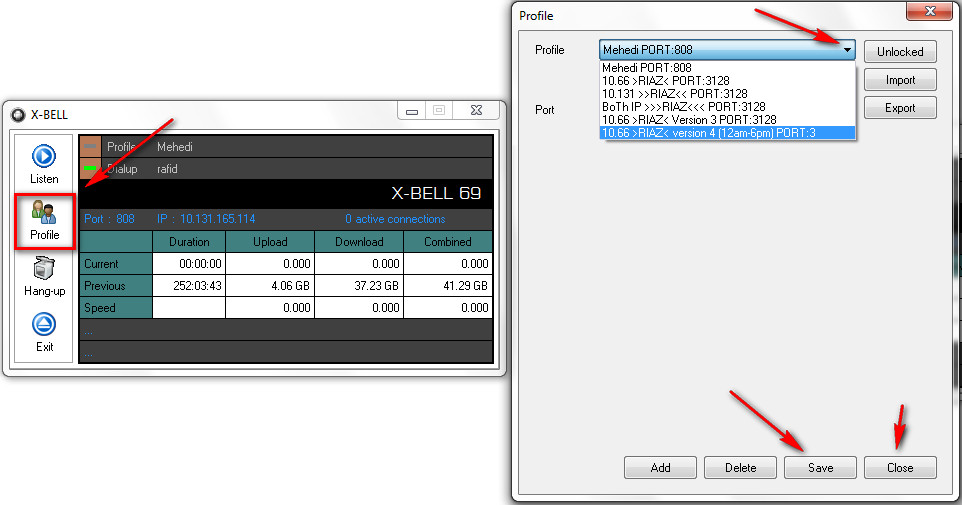 X-BELL
Listen
Profile
Hang-up
Exit
Profile Mehedi
Dialup rafid
X-BELL 69
Port : 808 IP : 10.131.165.114 0 active connections
Duration Upload Download Combined
Current 00:00:00 0.000 0.000 0.000
Previous 252:03:43 4.06 GB 37.23 GB 41.29 GB
Speed 0.000 0.000 0.000
...
...
Profile
Profile Mehedi PORT:808 Unlocked
Mehedi PORT:808
10.66 >RIAZ< PORT:3128
10.131 >>RIAZ<< PORT:3128
BoTh IP >>>RIAZ<<< PORT:3128
10.66 >RIAZ< Version 3 PORT:3128
10.66 >RIAZ< version 4 (12am-6pm) PORT:3
Import
Port
Export
Add Delete Save Close